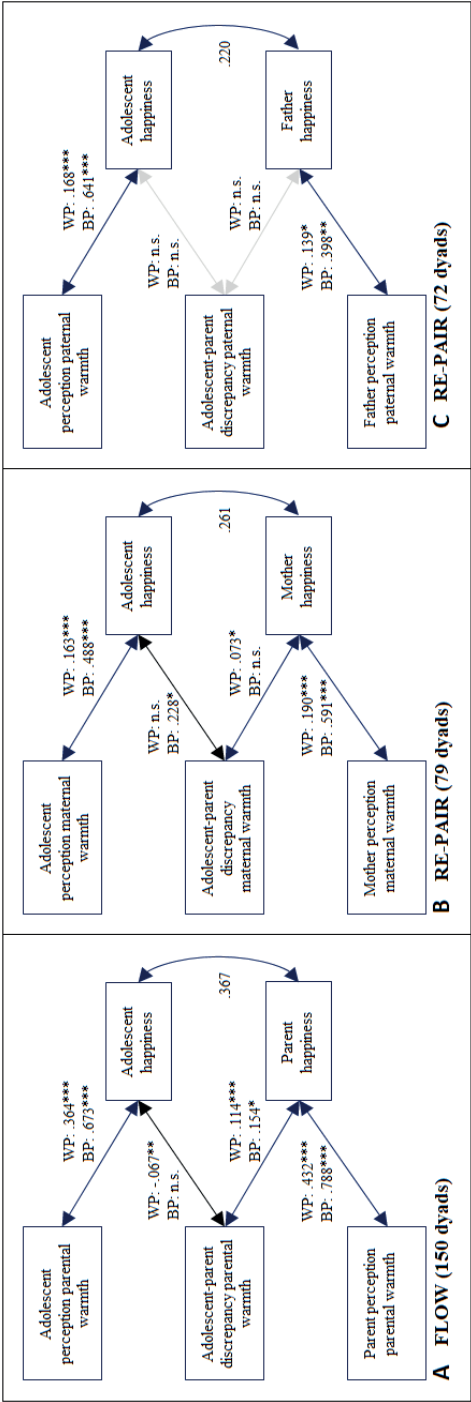 Adolescent
perception parental
warmth
WP: .364***
BP: .673***
Adolescent
happiness
WP: -.067**
BP: n.s.
Adolescent-parent
discrepancy parental
warmth
.367
WP: .114***
BP: .154*
Parent
happiness
WP: .432***
BP: .788***
Parent perception
parental warmth
A FLOW (150 dyads)
Adolescent
perception maternal
warmth
WP: .163***
BP: .488***
Adolescent
happiness
WP: n.s.
BP: .228*
Adolescent-parent
discrepancy
maternal warmth
.261
WP: .073*
BP: n.s.
Mother
happiness
WP: .190***
BP: .591***
Mother perception
maternal warmth
B RE-PAIR (79 dyads)
Adolescent
perception paternal
warmth
WP: .168***
BP: .641***
Adolescent
happiness
WP: n.s.
BP: n.s.
Adolescent-parent
discrepancy paternal
warmth
.220
WP: n.s.
BP: n.s.
Father
happiness
WP: .139*
BP: .398**
Father perception
paternal warmth
C RE-PAIR (72 dyads)